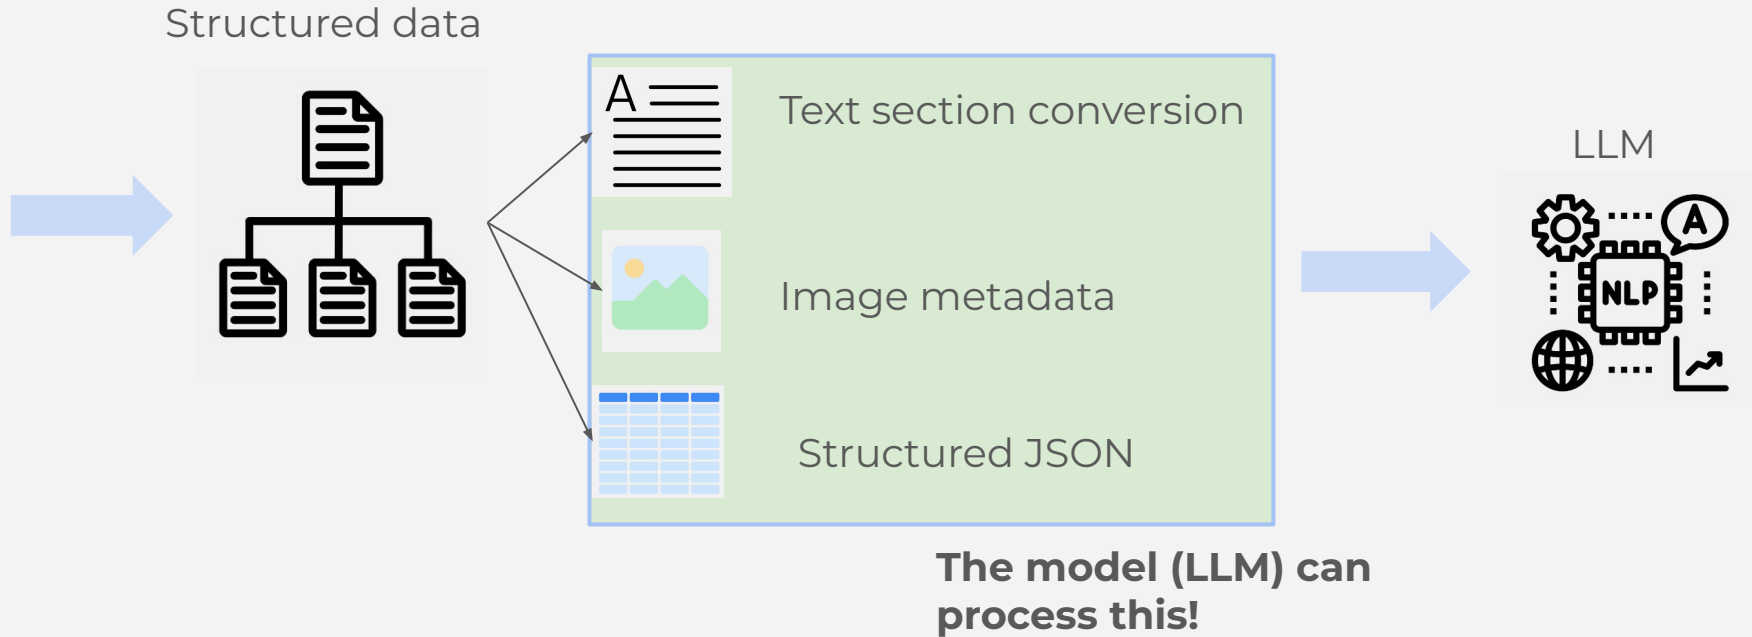 Structured data
A
Text section conversion
Image metadata
Structured JSON
LLM
A
NLP
The model (LLM) can
process this!